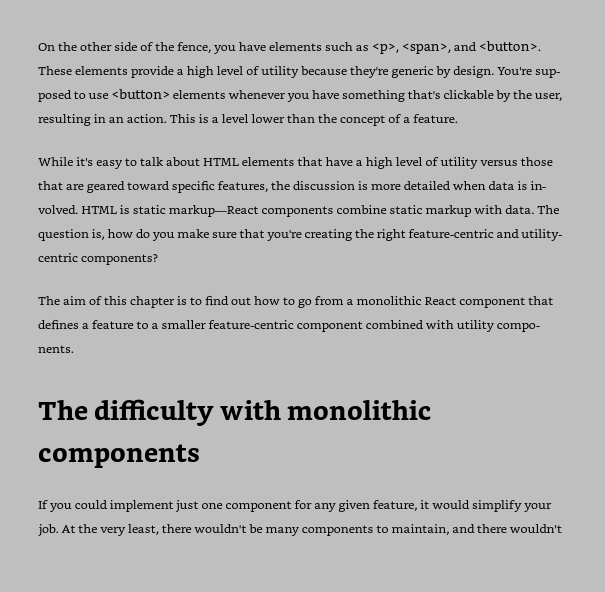 On the other side of the fence, you have elements such as <p>, <span>, and <button>.
These elements provide a high level of utility because they're generic by design. You're sup-
posed to use <button> elements whenever you have something that's clickable by the user,
resulting in an action. This is a level lower than the concept of a feature.
While it's easy to talk about HTML elements that have a high level of utility versus those
that are geared toward specific features, the discussion is more detailed when data is in-
volved. HTML is static markup—React components combine static markup with data. The
question is, how do you make sure that you're creating the right feature-centric and utility-
centric components?
The aim of this chapter is to find out how to go from a monolithic React component that
defines a feature to a smaller feature-centric component combined with utility compo-
nents.
The difficulty with monolithic
components
If you could implement just one component for any given feature, it would simplify your
job. At the very least, there wouldn't be many components to maintain, and there wouldn't